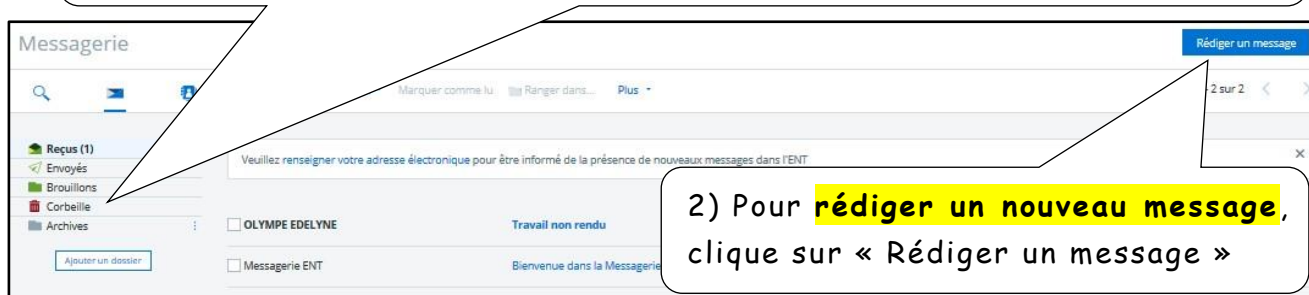 Messagerie
Rédiger un message
Marquer comme lu Ranger dans... Plus
2 sur 2
Reçus (1)
Envoyés
Brouillons
Corbeille
Archives
Ajouter un dossier
Veuillez renseigner votre adresse électronique pour être informé de la présence de nouveaux messages dans l'ENT
OLYMPE EDELYNE Travail non rendu
Messagerie ENT Bienvenue dans la Messagerie
2) Pour rédiger un nouveau message,
clique sur « Rédiger un message »